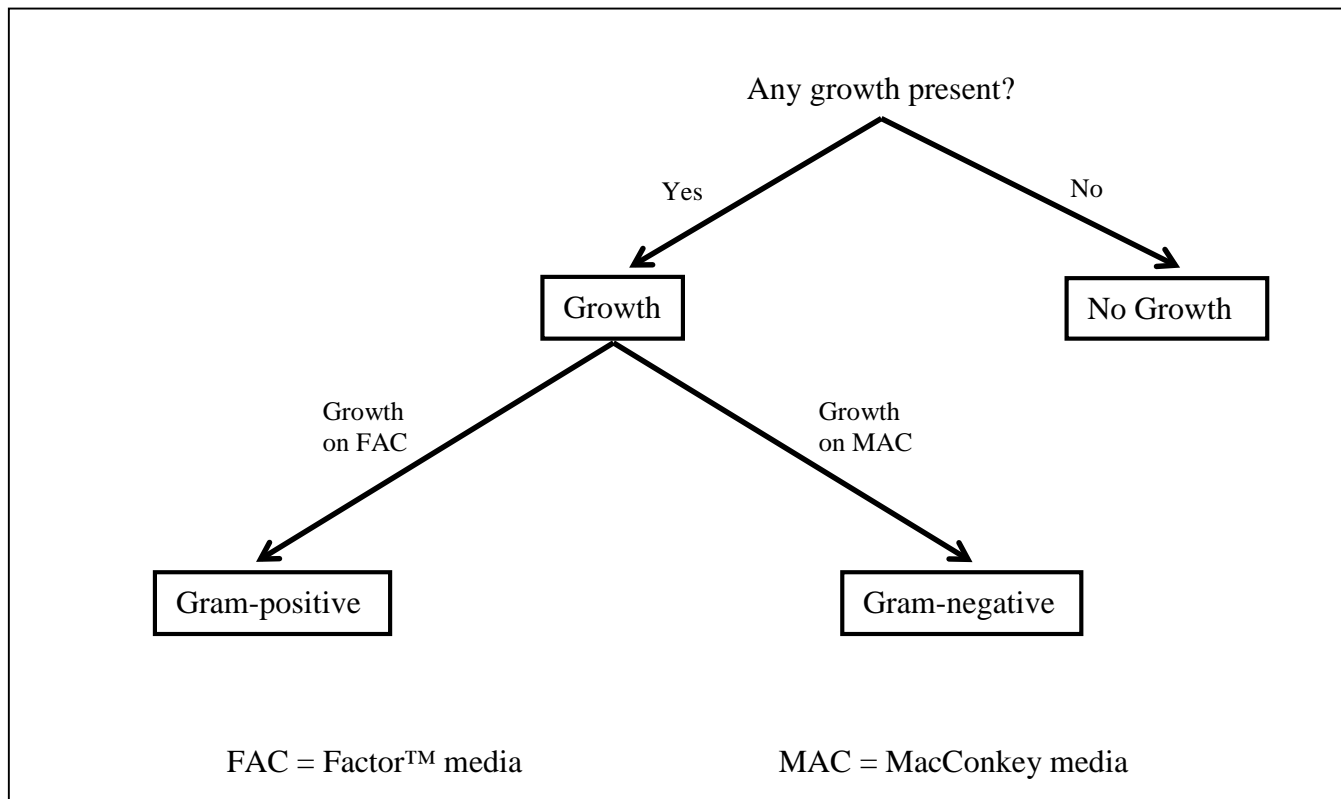 Any growth present?
Yes
No
Growth
No Growth
Growth
on FAC
Growth
on MAC
Gram-positive
Gram-negative
FAC = Factor™ media
MAC = MacConkey media